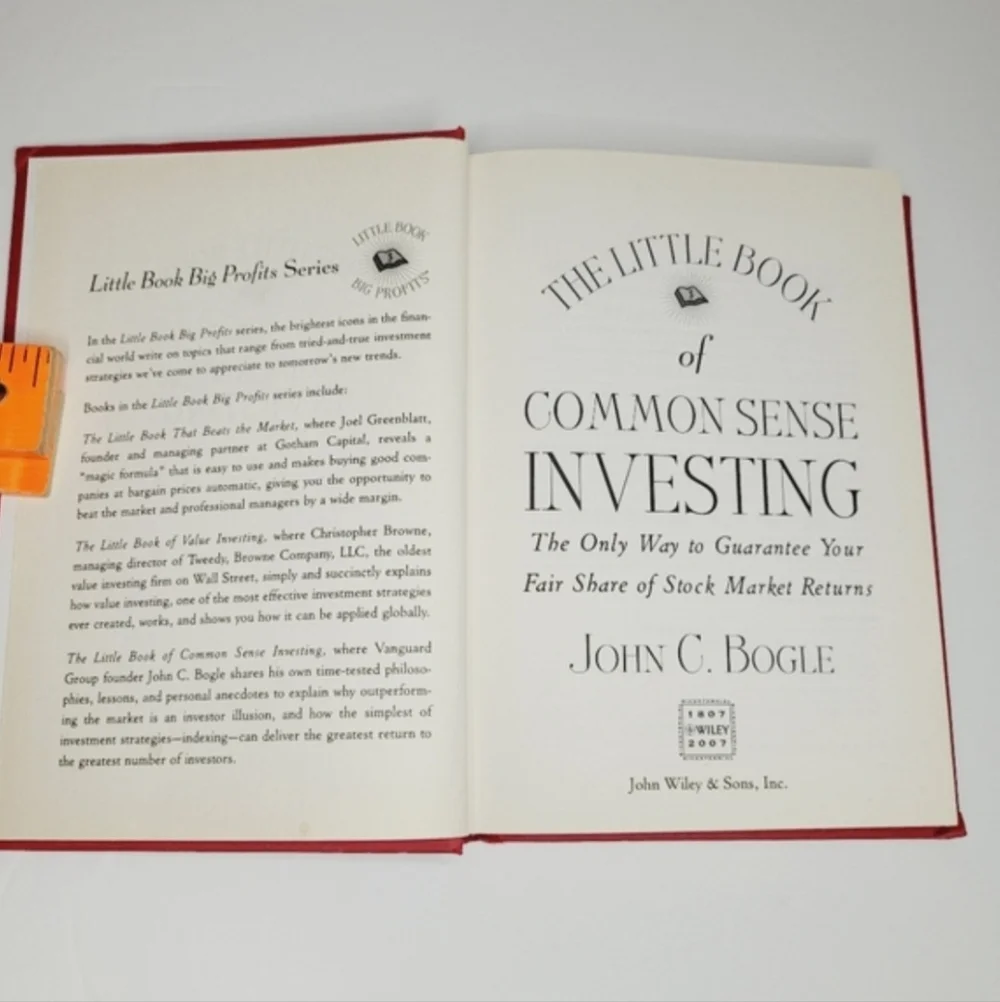 Little Book Big Profits Series
LITTLE BOOK
BIG PROFITS
In the Little Book Big Profits series, the brightest icons in the finan-
cial world write on topics that range from tried-and-true investment
strategies we've come to appreciate to tomorrow's new trends.
Books in the Little Book Big Profits series include:
The Little Book That Beats the Market, where Joel Greenblatt,
founder and managing partner at Gotham Capital, reveals a
"magic formula" that is easy to use and makes buying good com-
panies at bargain prices automatic, giving you the opportunity to
beat the market and professional managers by a wide margin.
The Little Book of Value Investing, where Christopher Browne,
managing director of Tweedy, Browne Company, LLC, the oldest
value investing firm on Wall Street, simply and succinctly explains
how value investing, one of the most effective investment strategies
ever created, works, and shows you how it can be applied globally.
The Little Book of Common Sense Investing, where Vanguard
Group founder John C. Bogle shares his own time-tested philoso-
phies, lessons, and personal anecdotes to explain why outperform-
ing the market is an investor illusion, and how the simplest of
investment strategies—indexing—can deliver the greatest return to
the greatest number of investors.
THE LITTLE BOOK
of
COMMON SENSE
INVESTING
The Only Way to Guarantee Your
Fair Share of Stock Market Returns
JOHN C. BOGLE
BICENTENNIAL
1807
WILEY
2007
BICENTENNIAL
John Wiley & Sons, Inc.